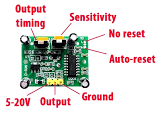 Output
timing
Sensitivity
No reset
Auto-reset
5-20V
Output
Ground